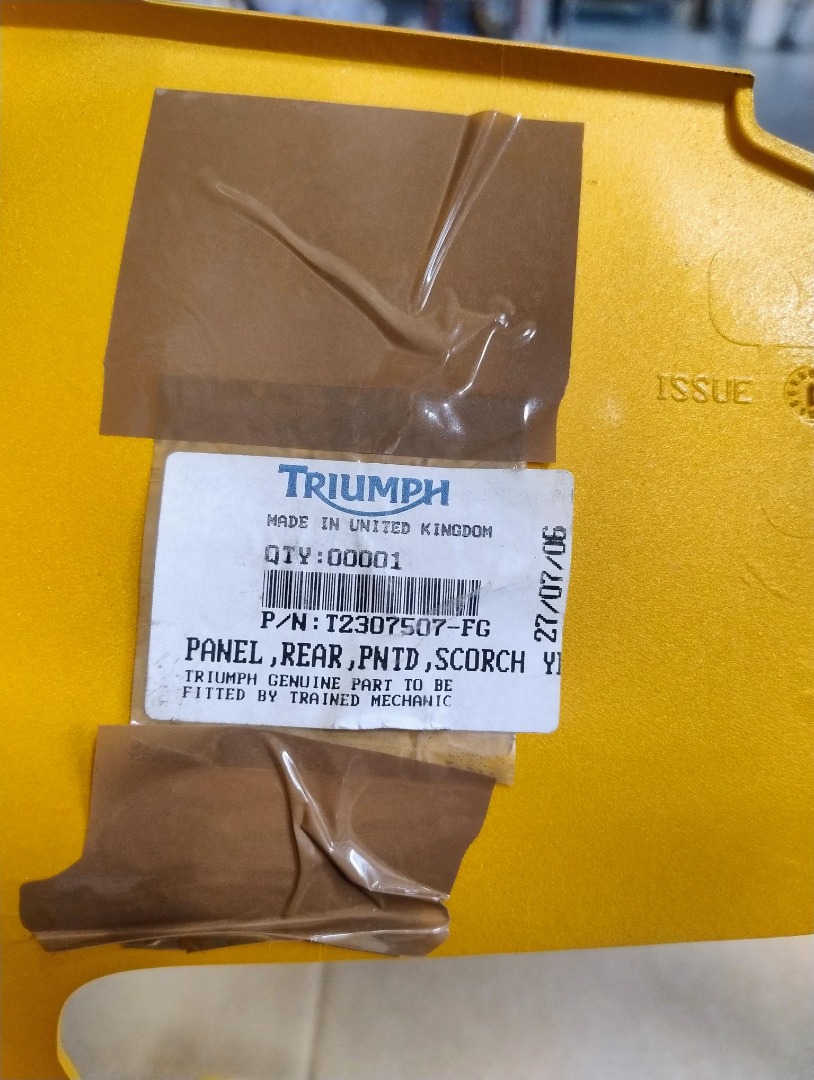 TRIUMPH
MADE IN UNITED KINGDOM
QTY:00001
P/N:T2307507-FG
PANEL,REAR,PNTD,SCORCH
TRIUMPH GENUINE PART TO BE
FITTED BY TRAINED MECHANIC
27/07/06
ISSUE